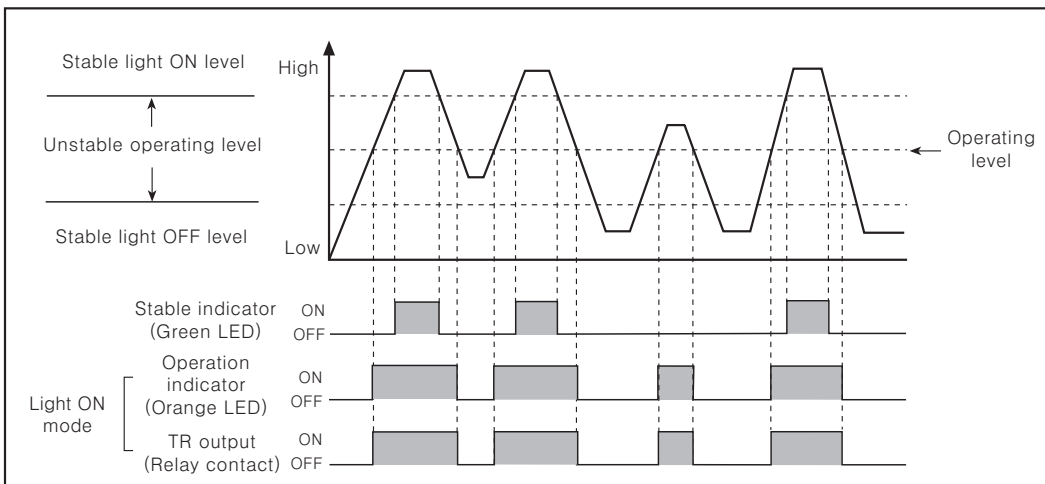 Stable light ON level
Unstable operating level
Stable light OFF level
High
Low
Operating
level
Stable indicator
(Green LED)
ON
OFF
Light ON
mode
Operation
indicator
(Orange LED)
ON
OFF
TR output
(Relay contact)
ON
OFF